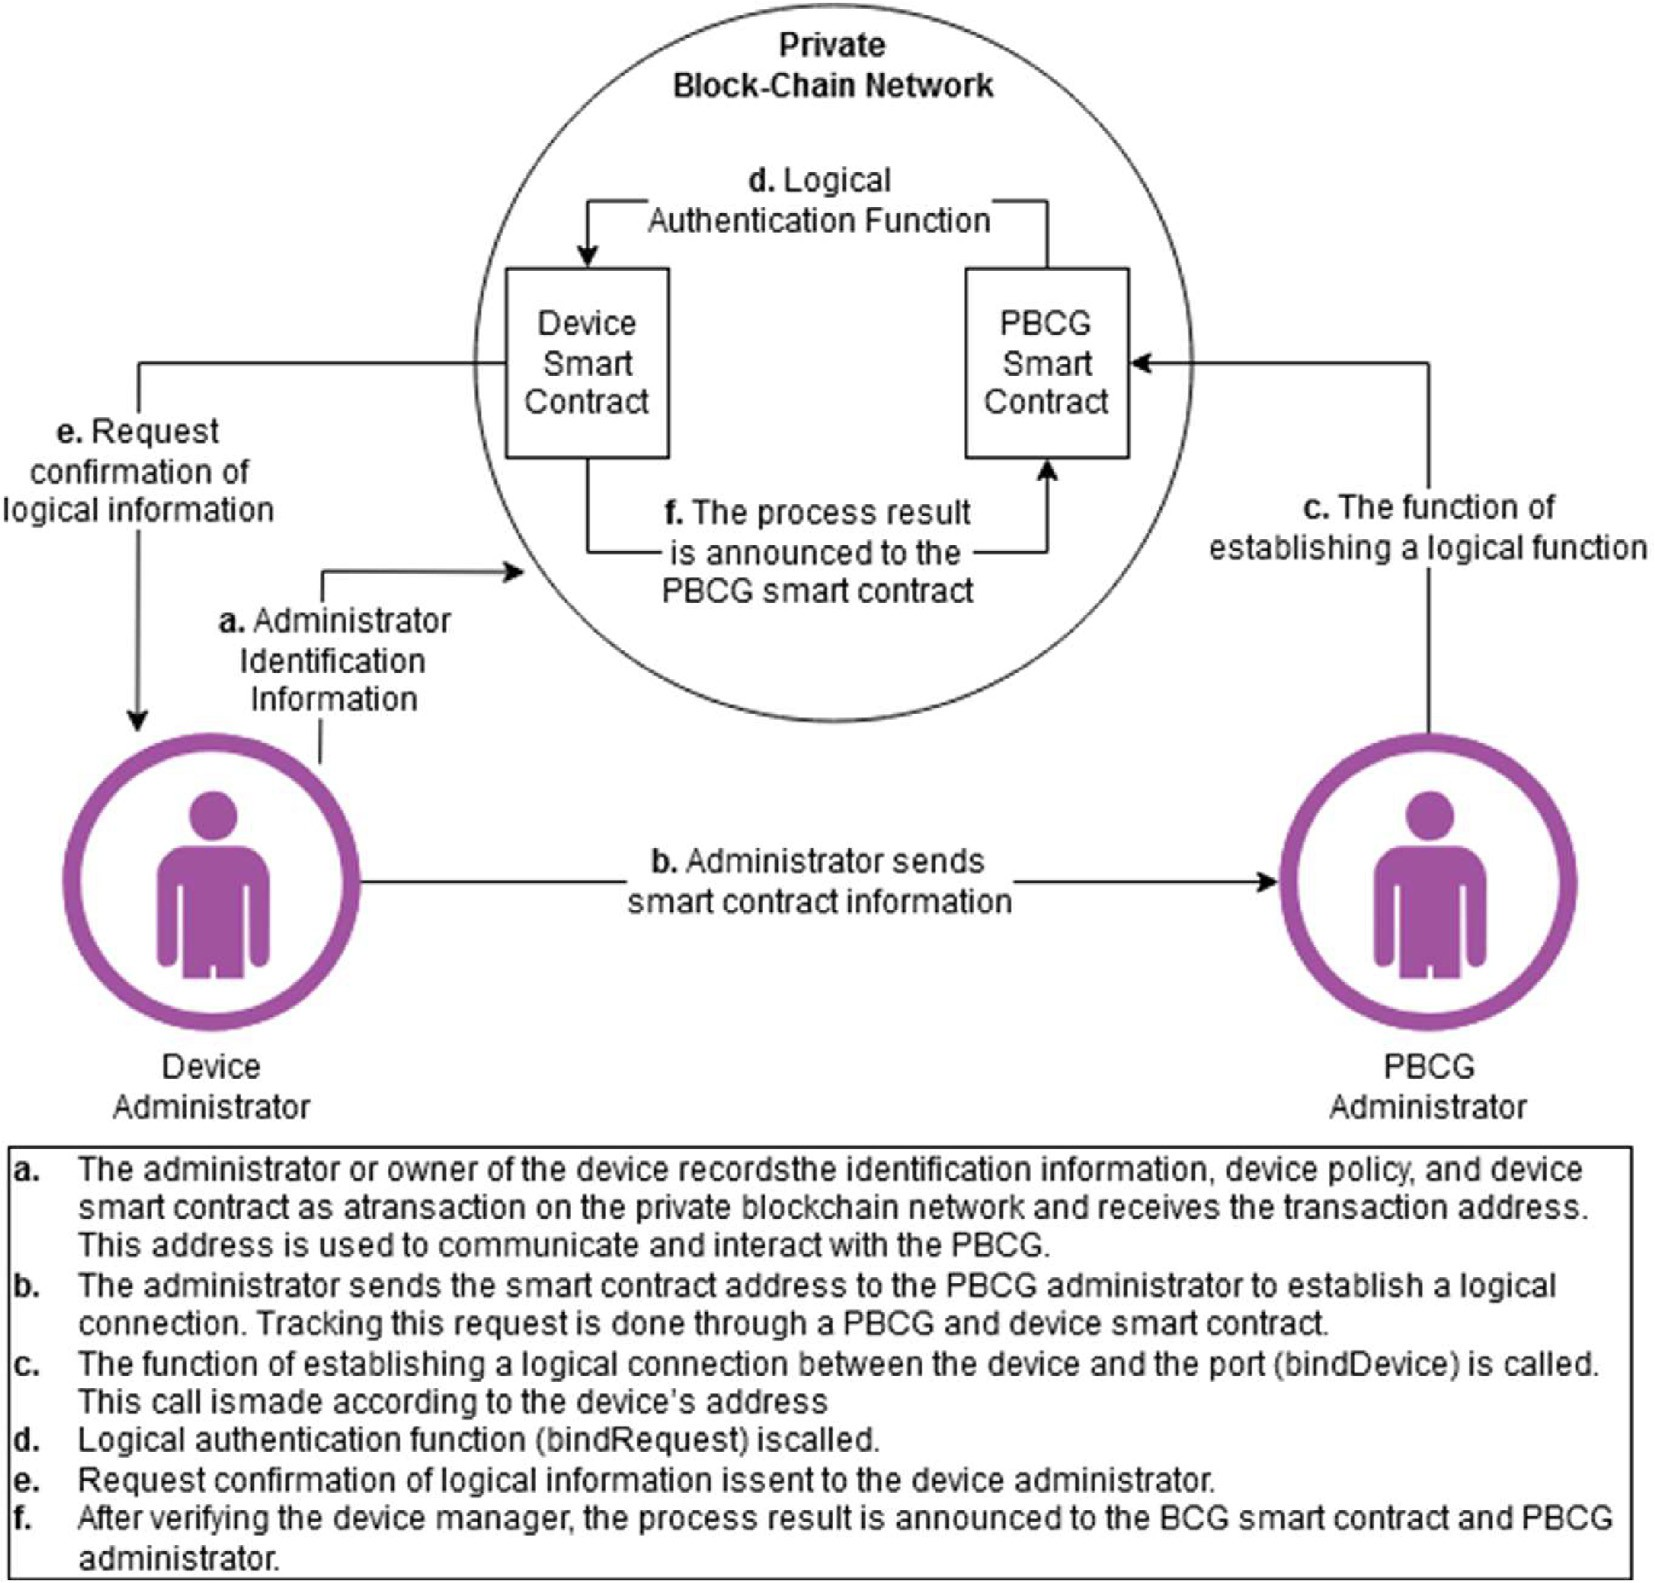 Private
Block-Chain Network
d. Logical
Authentication Function
Device
Smart
Contract
PBCG
Smart
Contract
e. Request
confirmation of
logical information
f. The process result
is announced to the
PBCG smart contract
c. The function of
establishing a logical function
a. Administrator
Identification
Information
b. Administrator sends
smart contract information
Device
Administrator
PBCG
Administrator
a. The administrator or owner of the device recordsthe identification information, device policy, and device
smart contract as atransaction on the private blockchain network and receives the transaction address.
This address is used to communicate and interact with the PBCG.
b. The administrator sends the smart contract address to the PBCG administrator to establish a logical
connection. Tracking this request is done through a PBCG and device smart contract.
c. The function of establishing a logical connection between the device and the port (bindDevice) is called.
This call ismade according to the device's address
d. Logical authentication function (bindRequest) iscalled.
e. Request confirmation of logical information issent to the device administrator.
f. After verifying the device manager, the process result is announced to the BCG smart contract and PBCG
administrator.